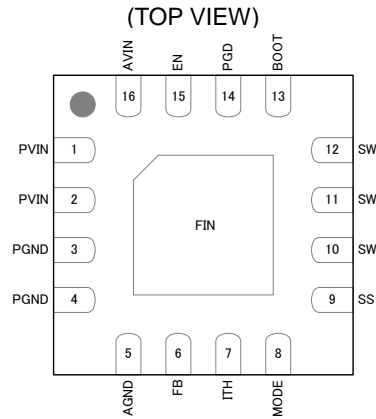 (TOP VIEW)
AVIN EN PGD BOOT
16 15 14 13
PVIN 1 12 SW
PVIN 2 11 SW
FIN
PGND 3 10 SW
PGND 4 9 SS
5 6 7 8
AGND FB ITH MODE